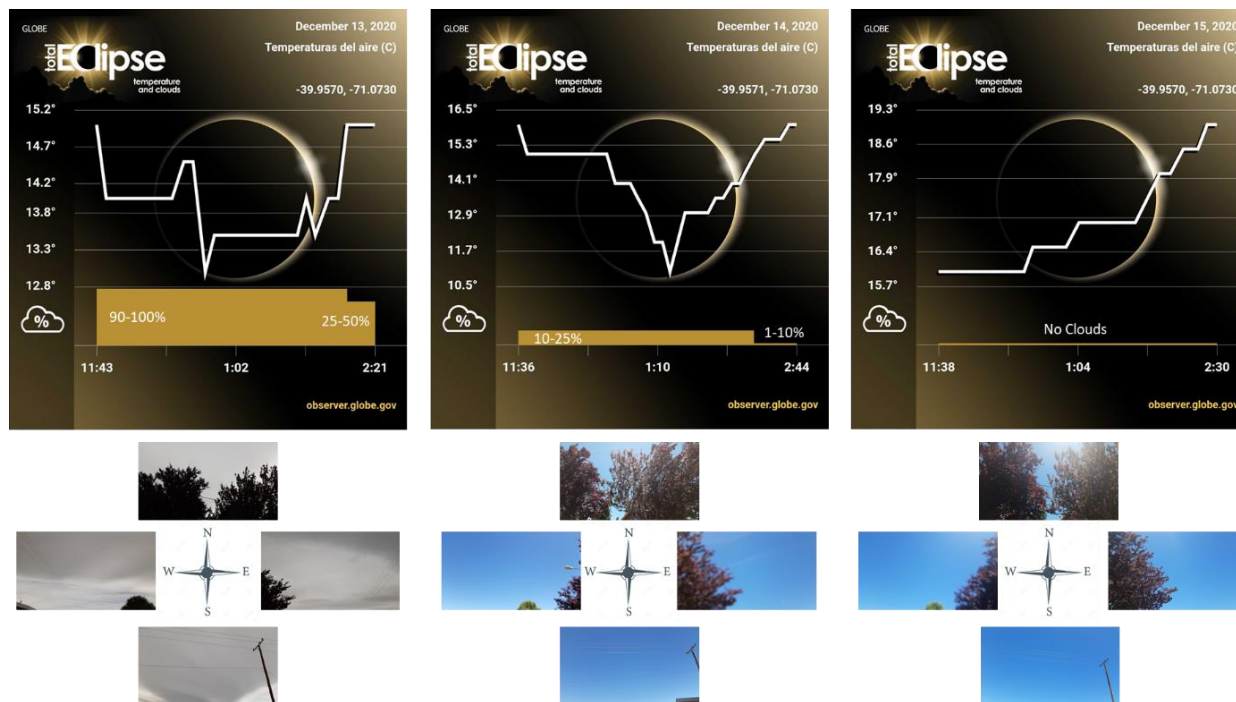 GLOBE
total
EClipse
temperature
and clouds
December 13, 2020
Temperaturas del aire (C)
-39.9570, -71.0730
15.2°
14.7°
14.2°
13.8°
13.3°
12.8°
%
90-100%
25-50%
11:43
1:02
2:21
observer.globe.gov
GLOBE
total
EClipse
temperature
and clouds
December 14, 2020
Temperaturas del aire (C)
-39.9571, -71.0730
16.5°
15.3°
14.1°
12.9°
11.7°
10.5°
%
10-25%
1-10%
11:36
1:10
2:44
observer.globe.gov
GLOBE
total
EClipse
temperature
and clouds
December 15, 2020
Temperaturas del aire (C)
-39.9570, -71.0730
19.3°
18.6°
17.9°
17.1°
16.4°
15.7°
%
No Clouds
11:38
1:04
2:30
observer.globe.gov
N
W E
S
N
W E
S
N
W E
S